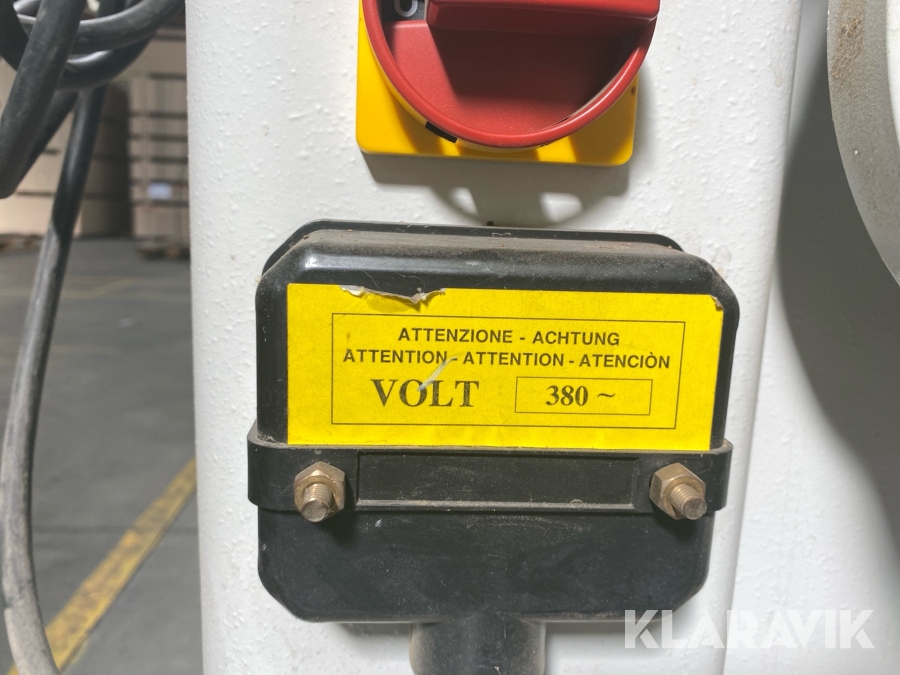 ATTENZIONE - ACHTUNG
ATTENTION - ATTENTION - ATENCIÒN
VOLT 380 ~
KLARAVIK